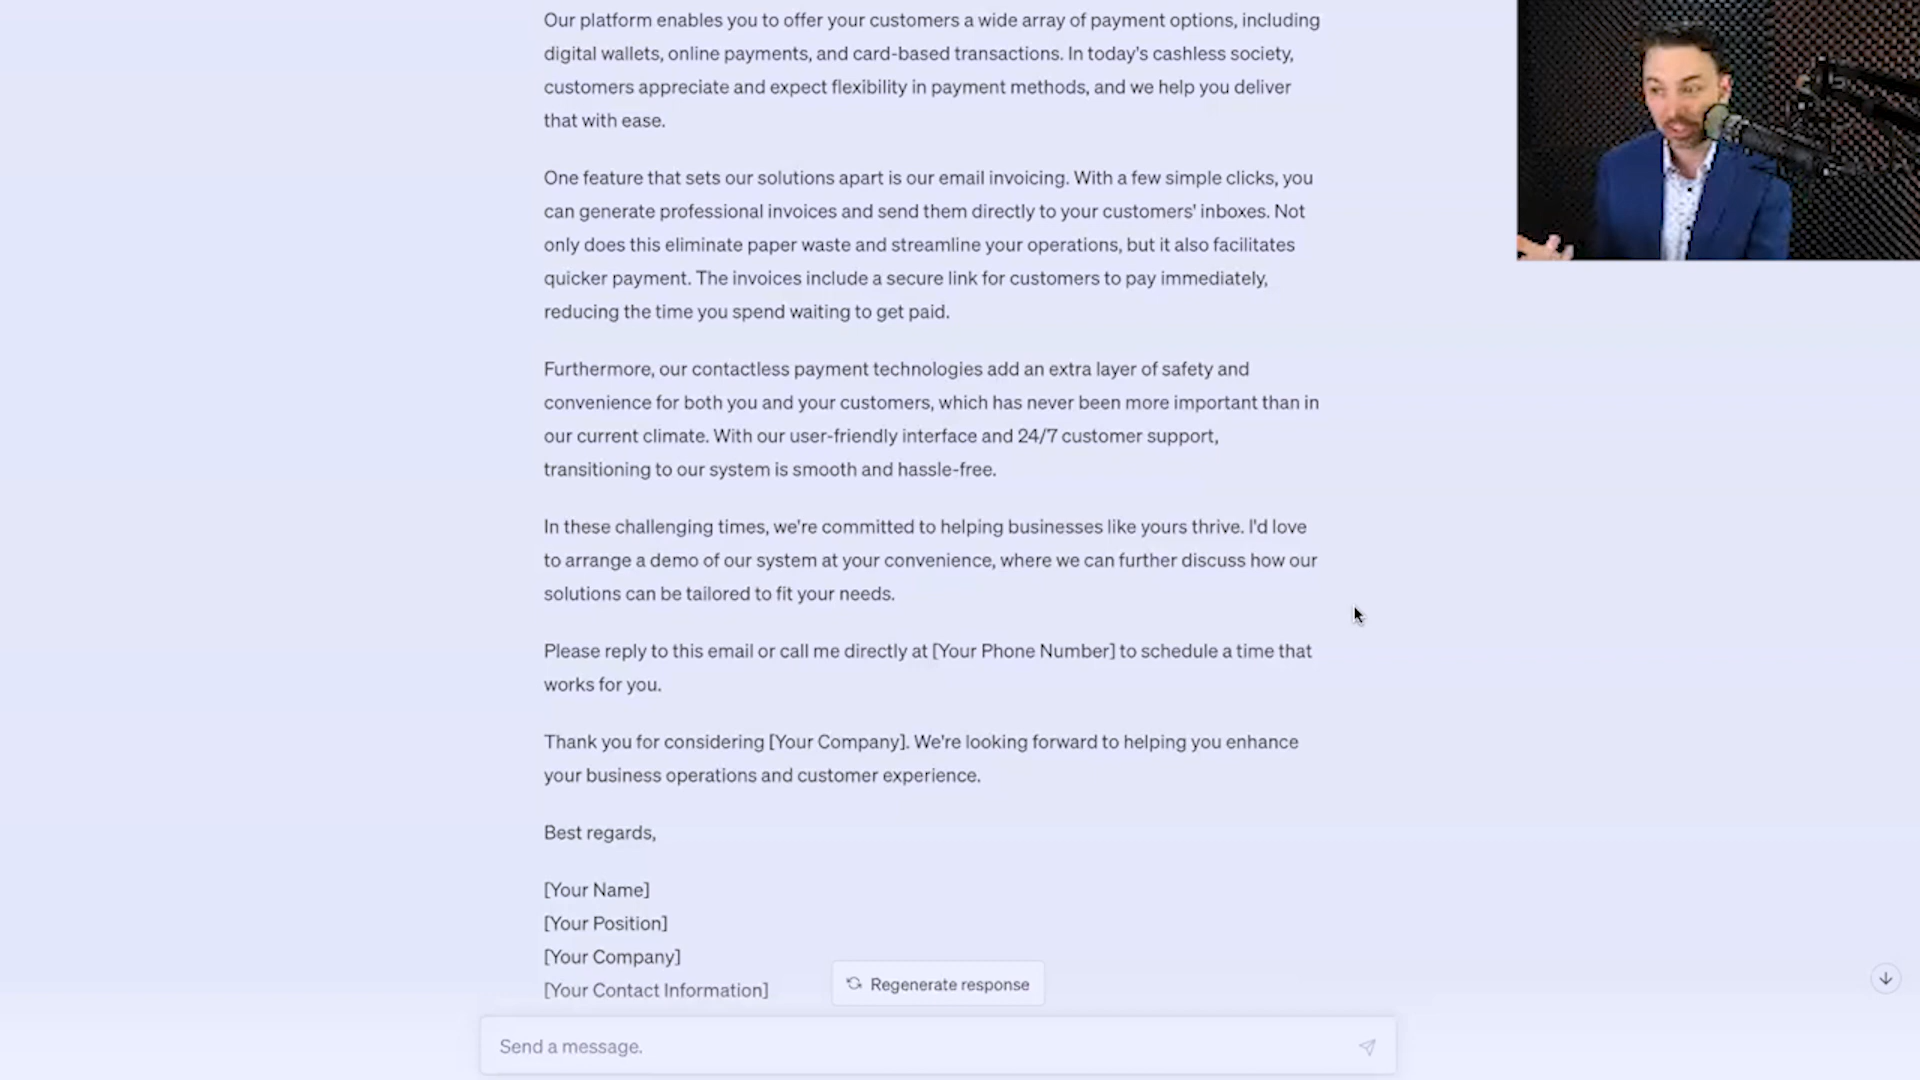 Our platform enables you to offer your customers a wide array of payment options, including
digital wallets, online payments, and card-based transactions. In today's cashless society,
customers appreciate and expect flexibility in payment methods, and we help you deliver
that with ease.
One feature that sets our solutions apart is our email invoicing. With a few simple clicks, you
can generate professional invoices and send them directly to your customers' inboxes. Not
only does this eliminate paper waste and streamline your operations, but it also facilitates
quicker payment. The invoices include a secure link for customers to pay immediately,
reducing the time you spend waiting to get paid.
Furthermore, our contactless payment technologies add an extra layer of safety and
convenience for both you and your customers, which has never been more important than in
our current climate. With our user-friendly interface and 24/7 customer support,
transitioning to our system is smooth and hassle-free.
In these challenging times, we're committed to helping businesses like yours thrive. I'd love
to arrange a demo of our system at your convenience, where we can further discuss how our
solutions can be tailored to fit your needs.
Please reply to this email or call me directly at [Your Phone Number] to schedule a time that
works for you.
Thank you for considering [Your Company]. We're looking forward to helping you enhance
your business operations and customer experience.
Best regards,
[Your Name]
[Your Position]
[Your Company]
[Your Contact Information]
Regenerate response
Send a message.